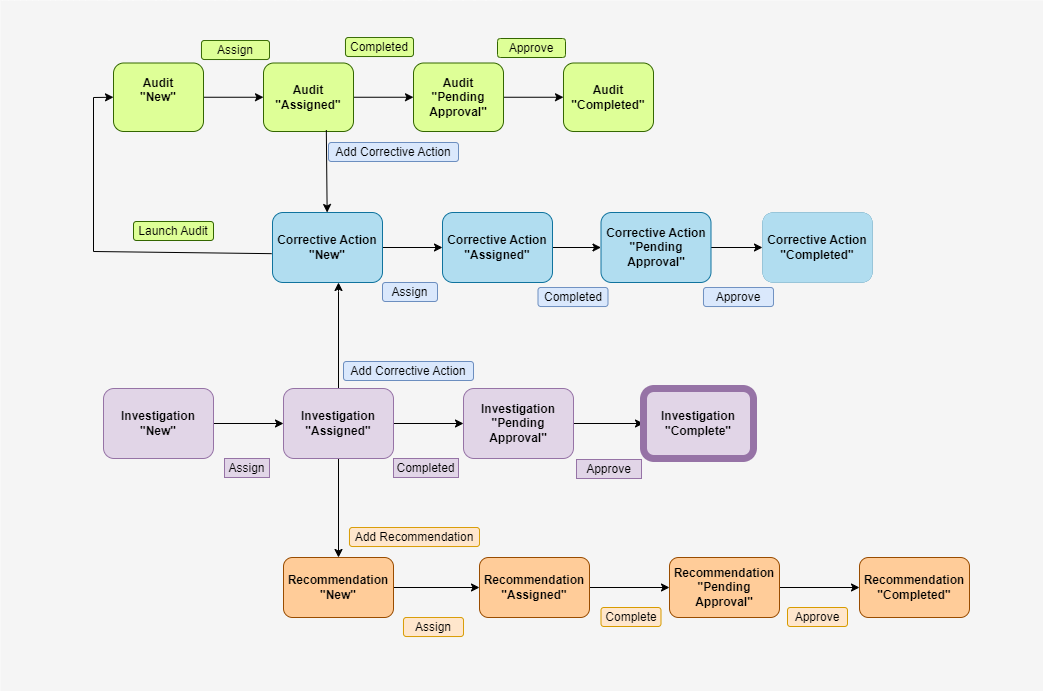 Assign
Completed
Approve
Audit
"New"
Audit
"Assigned"
Audit
"Pending
Approval"
Audit
"Completed"
Add Corrective Action
Launch Audit
Corrective Action
"New"
Corrective Action
"Assigned"
Corrective Action
"Pending
Approval"
Corrective Action
"Completed"
Assign
Completed
Approve
Add Corrective Action
Investigation
"New"
Investigation
"Assigned"
Investigation
"Pending
Approval"
Investigation
"Complete"
Assign
Completed
Approve
Add Recommendation
Recommendation
"New"
Recommendation
"Assigned"
Recommendation
"Pending
Approval"
Recommendation
"Completed"
Assign
Complete
Approve